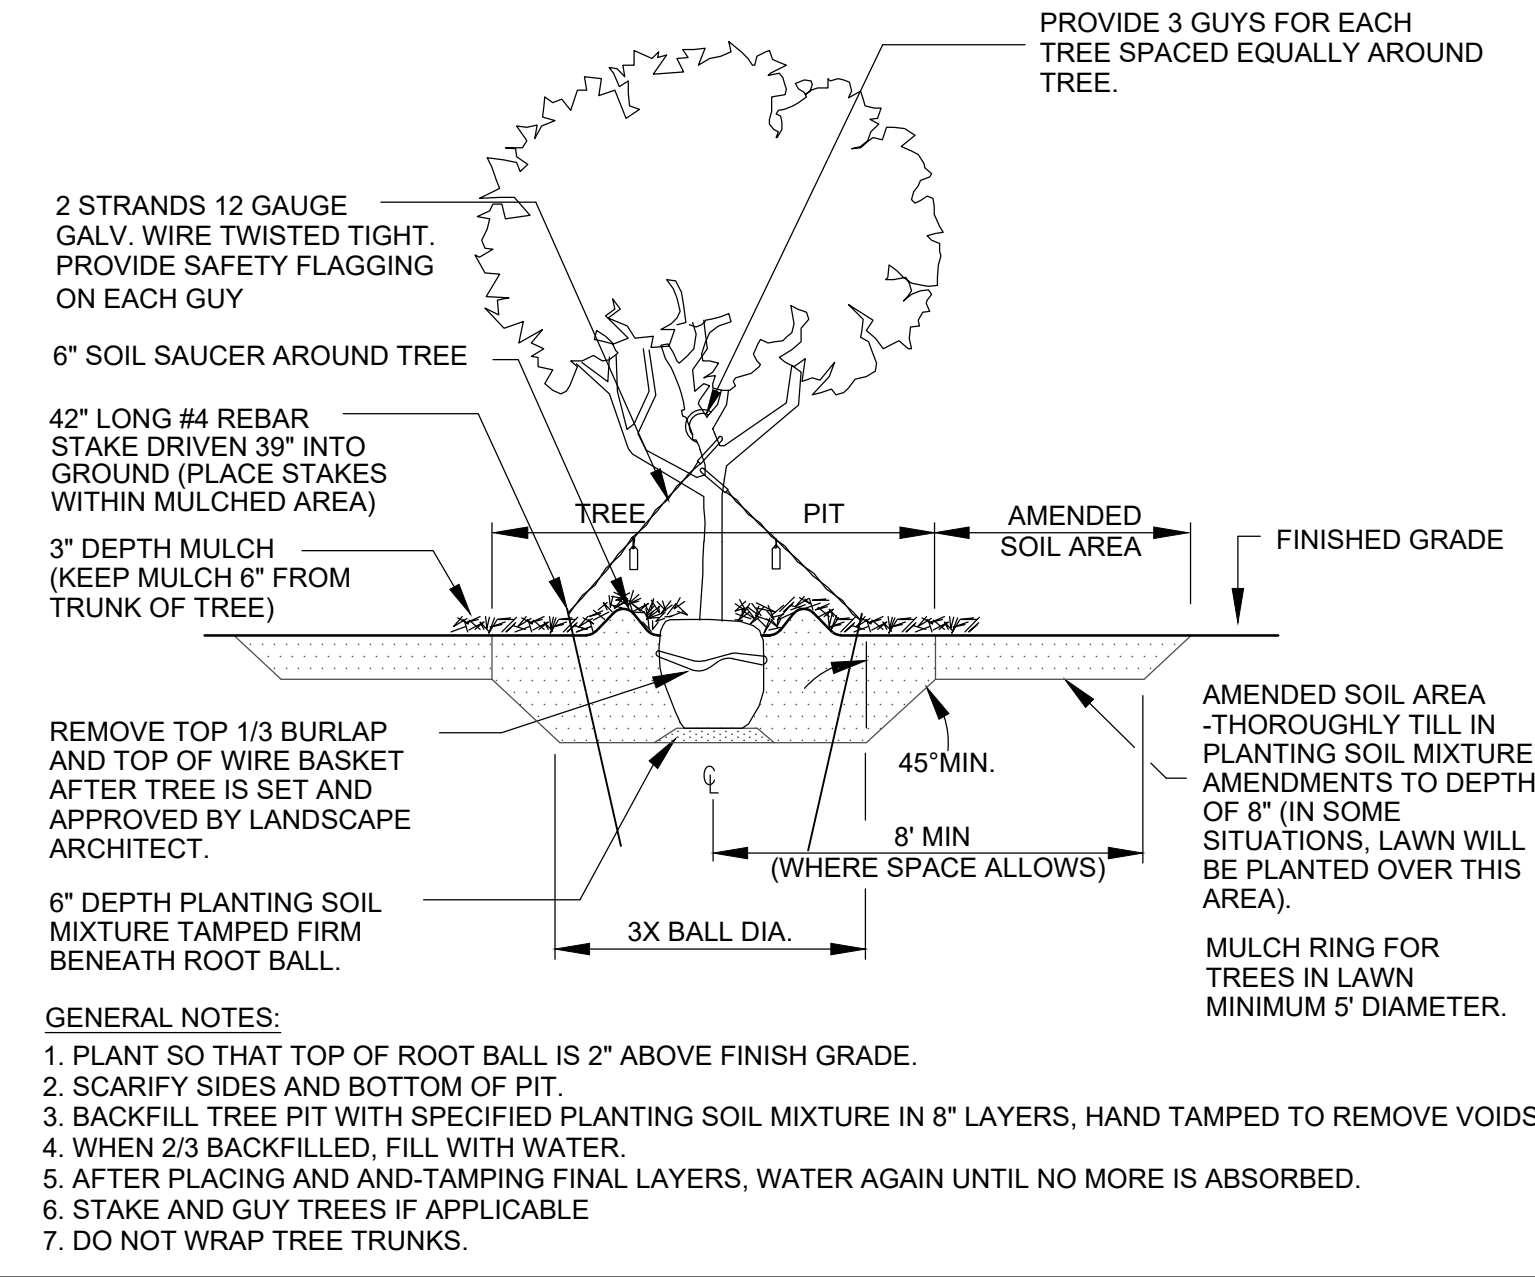 PROVIDE 3 GUYS FOR EACH
TREE SPACED EQUALLY AROUND
TREE.
2 STRANDS 12 GAUGE
GALV. WIRE TWISTED TIGHT.
PROVIDE SAFETY FLAGGING
ON EACH GUY
6" SOIL SAUCER AROUND TREE
42" LONG #4 REBAR
STAKE DRIVEN 39" INTO
GROUND (PLACE STAKES
WITHIN MULCHED AREA)
3" DEPTH MULCH
(KEEP MULCH 6" FROM
TRUNK OF TREE)
TREE PIT
AMENDED
SOIL AREA
FINISHED GRADE
REMOVE TOP 1/3 BURLAP
AND TOP OF WIRE BASKET
AFTER TREE IS SET AND
APPROVED BY LANDSCAPE
ARCHITECT.
6" DEPTH PLANTING SOIL
MIXTURE TAMPED FIRM
BENEATH ROOT BALL.
45°MIN.
℄
8' MIN
(WHERE SPACE ALLOWS)
3X BALL DIA.
AMENDED SOIL AREA
-THOROUGHLY TILL IN
PLANTING SOIL MIXTURE
AMENDMENTS TO DEPTH
OF 8" (IN SOME
SITUATIONS, LAWN WILL
BE PLANTED OVER THIS
AREA).
MULCH RING FOR
TREES IN LAWN
MINIMUM 5' DIAMETER.
GENERAL NOTES:
1. PLANT SO THAT TOP OF ROOT BALL IS 2" ABOVE FINISH GRADE.
2. SCARIFY SIDES AND BOTTOM OF PIT.
3. BACKFILL TREE PIT WITH SPECIFIED PLANTING SOIL MIXTURE IN 8" LAYERS, HAND TAMPED TO REMOVE VOIDS
4. WHEN 2/3 BACKFILLED, FILL WITH WATER.
5. AFTER PLACING AND AND-TAMPING FINAL LAYERS, WATER AGAIN UNTIL NO MORE IS ABSORBED.
6. STAKE AND GUY TREES IF APPLICABLE
7. DO NOT WRAP TREE TRUNKS.